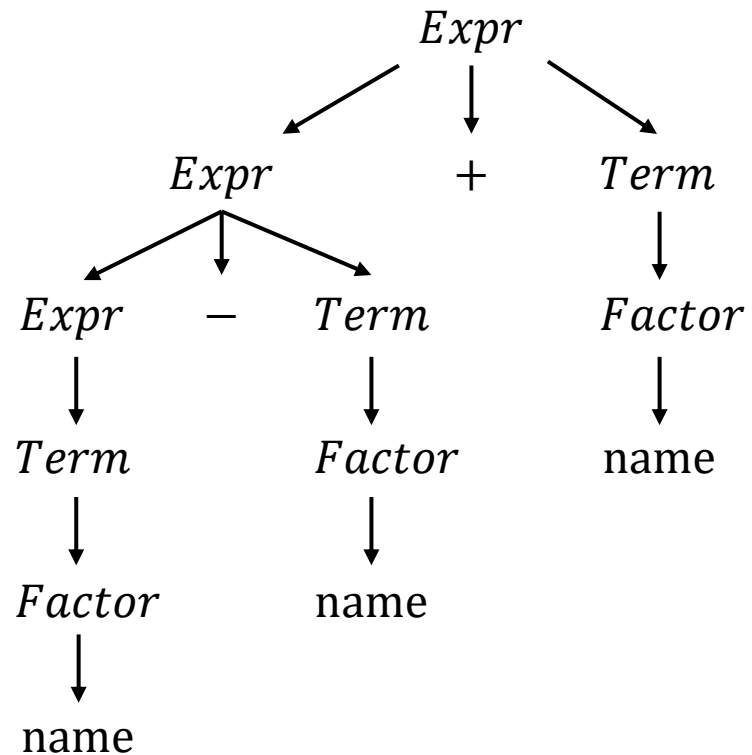 Expr
Expr + Term
Expr − Term Factor
Term Factor name
Factor name
name